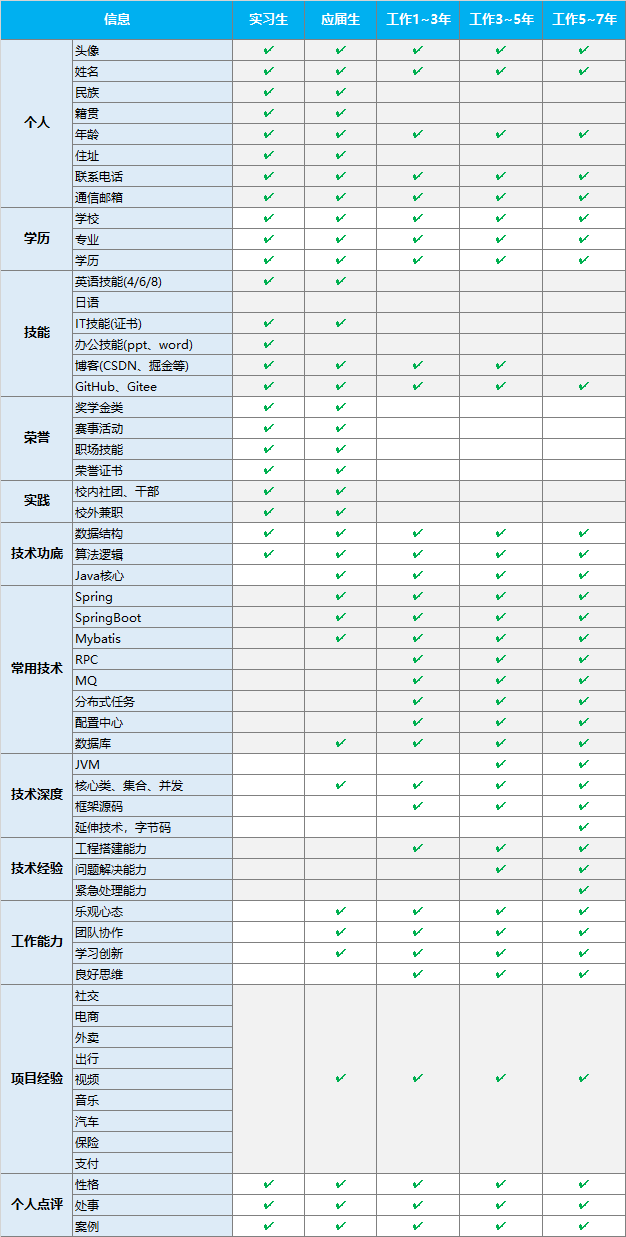 信息 实习生 应届生 工作1~3年 工作3~5年 工作5~7年
个人
头像 ✓ ✓ ✓ ✓ ✓
姓名 ✓ ✓ ✓ ✓ ✓
民族 ✓ ✓
籍贯 ✓ ✓
年龄 ✓ ✓ ✓ ✓ ✓
住址 ✓ ✓
联系电话 ✓ ✓ ✓ ✓ ✓
通信邮箱 ✓ ✓ ✓ ✓ ✓
学历
学校 ✓ ✓ ✓ ✓ ✓
专业 ✓ ✓ ✓ ✓ ✓
学历 ✓ ✓ ✓ ✓ ✓
技能
英语技能(4/6/8) ✓ ✓
日语
IT技能(证书) ✓ ✓
办公技能(ppt、word) ✓
博客(CSDN、掘金等) ✓ ✓ ✓ ✓
GitHub、Gitee ✓ ✓ ✓ ✓ ✓
荣誉
奖学金类 ✓ ✓
赛事活动 ✓ ✓
职场技能 ✓ ✓
荣誉证书 ✓ ✓
实践
校内社团、干部 ✓ ✓
校外兼职 ✓ ✓
技术功底
数据结构 ✓ ✓ ✓ ✓ ✓
算法逻辑 ✓ ✓ ✓ ✓ ✓
Java核心 ✓ ✓ ✓ ✓
常用技术
Spring ✓ ✓ ✓ ✓
SpringBoot ✓ ✓ ✓ ✓
Mybatis ✓ ✓ ✓ ✓
RPC ✓ ✓ ✓
MQ ✓ ✓ ✓
分布式任务 ✓ ✓ ✓
配置中心 ✓ ✓ ✓
数据库 ✓ ✓ ✓ ✓
技术深度
JVM ✓ ✓
核心类、集合、并发 ✓ ✓ ✓ ✓
框架源码 ✓ ✓ ✓
延伸技术，字节码 ✓
技术经验
工程搭建能力 ✓ ✓ ✓
问题解决能力 ✓ ✓
紧急处理能力 ✓
工作能力
乐观心态 ✓ ✓ ✓ ✓
团队协作 ✓ ✓ ✓ ✓
学习创新 ✓ ✓ ✓ ✓
良好思维 ✓ ✓ ✓
项目经验
社交
电商
外卖
出行
视频 ✓ ✓ ✓ ✓
音乐
汽车
保险
支付
个人点评
性格 ✓ ✓ ✓ ✓ ✓
处事 ✓ ✓ ✓ ✓ ✓
案例 ✓ ✓ ✓ ✓ ✓